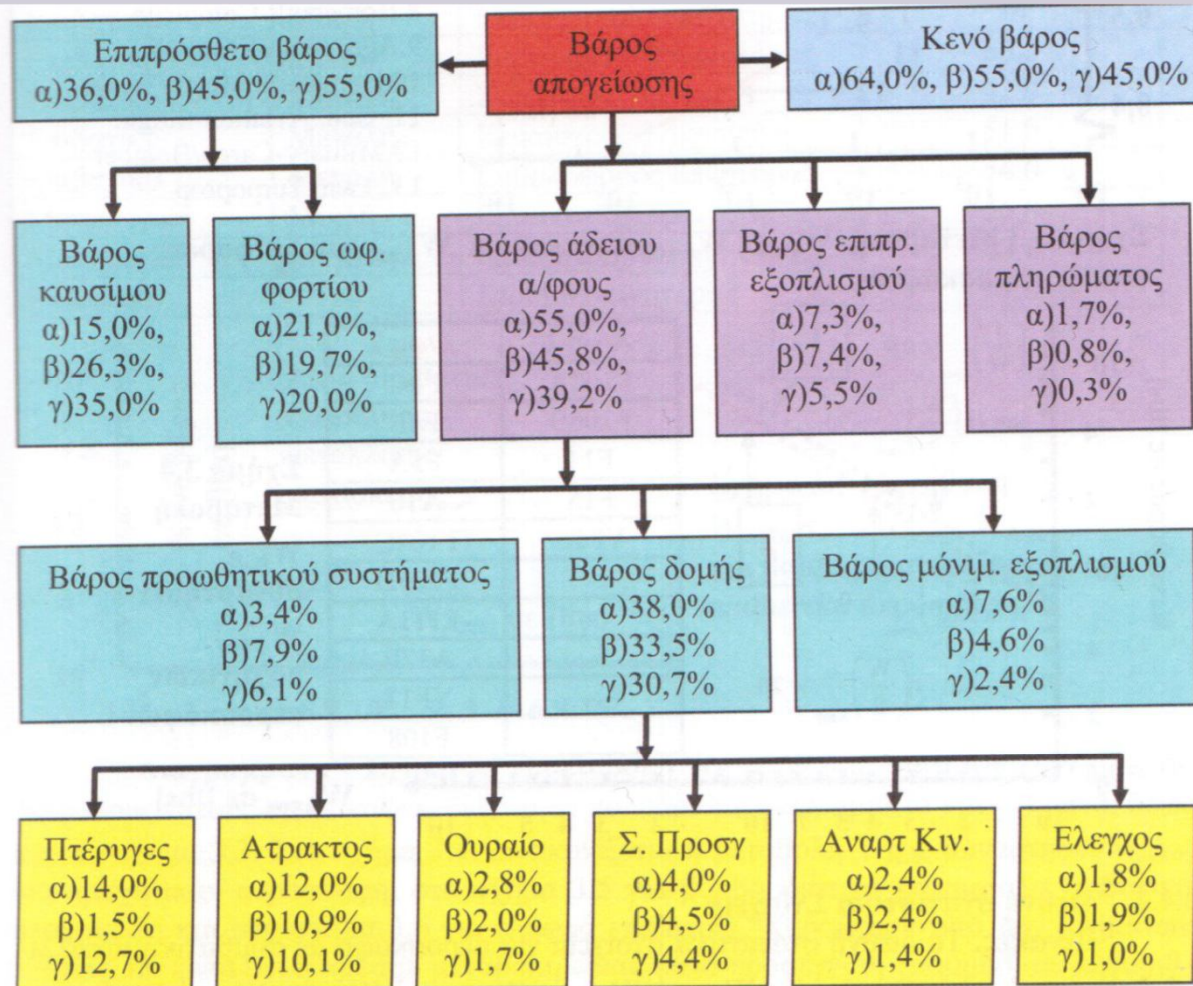 Επιπρόσθετο βάρος
α)36,0%, β)45,0%, γ)55,0%
Βάρος
απογείωσης
Κενό βάρος
α)64,0%, β)55,0%, γ)45,0%
Βάρος
καυσίμου
α)15,0%,
β)26,3%,
γ)35,0%
Βάρος ωφ.
φορτίου
α)21,0%,
β)19,7%,
γ)20,0%
Βάρος άδειου
α/φους
α)55,0%,
β)45,8%,
γ)39,2%
Βάρος επιπρ.
εξοπλισμού
α)7,3%,
β)7,4%,
γ)5,5%
Βάρος
πληρώματος
α)1,7%,
β)0,8%,
γ)0,3%
Βάρος προωθητικού συστήματος
α)3,4%
β)7,9%
γ)6,1%
Βάρος δομής
α)38,0%
β)33,5%
γ)30,7%
Βάρος μόνιμ. εξοπλισμού
α)7,6%
β)4,6%
γ)2,4%
Πτέρυγες
α)14,0%
β)1,5%
γ)12,7%
Ατρακτος
α)12,0%
β)10,9%
γ)10,1%
Ουραίο
α)2,8%
β)2,0%
γ)1,7%
Σ. Προσγ
α)4,0%
β)4,5%
γ)4,4%
Αναρτ Κιν.
α)2,4%
β)2,4%
γ)1,4%
Ελεγχος
α)1,8%
β)1,9%
γ)1,0%